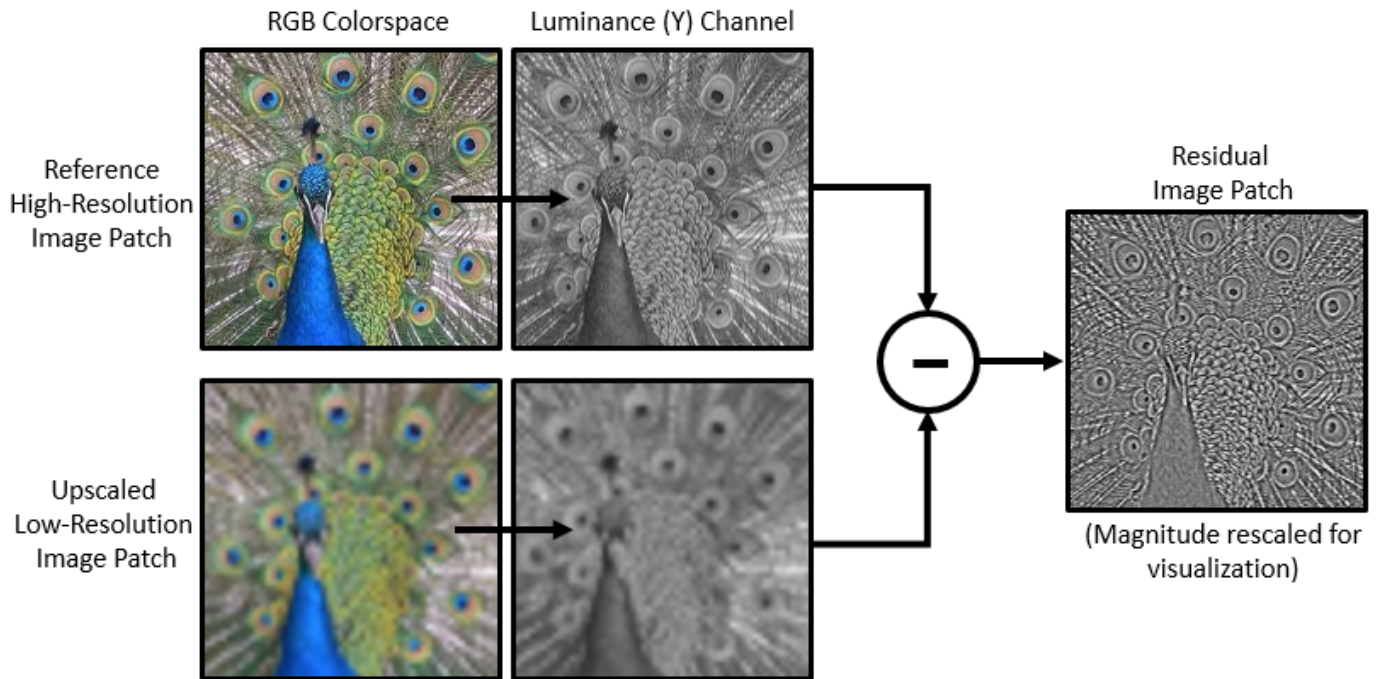 RGB Colorspace
Luminance (Y) Channel
Reference
High-Resolution
Image Patch
Residual
Image Patch
Upscaled
Low-Resolution
Image Patch
(Magnitude rescaled for
visualization)